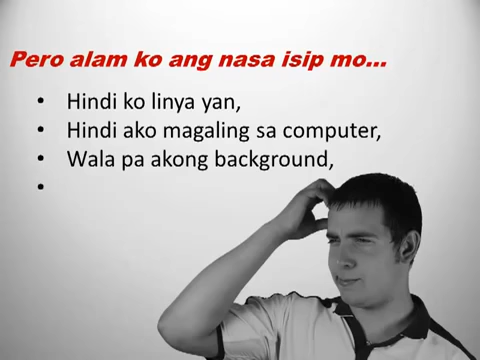 Pero alam ko ang nasa isip mo...
• Hindi ko linya yan,
• Hindi ako magaling sa computer,
• Wala pa akong background,
•